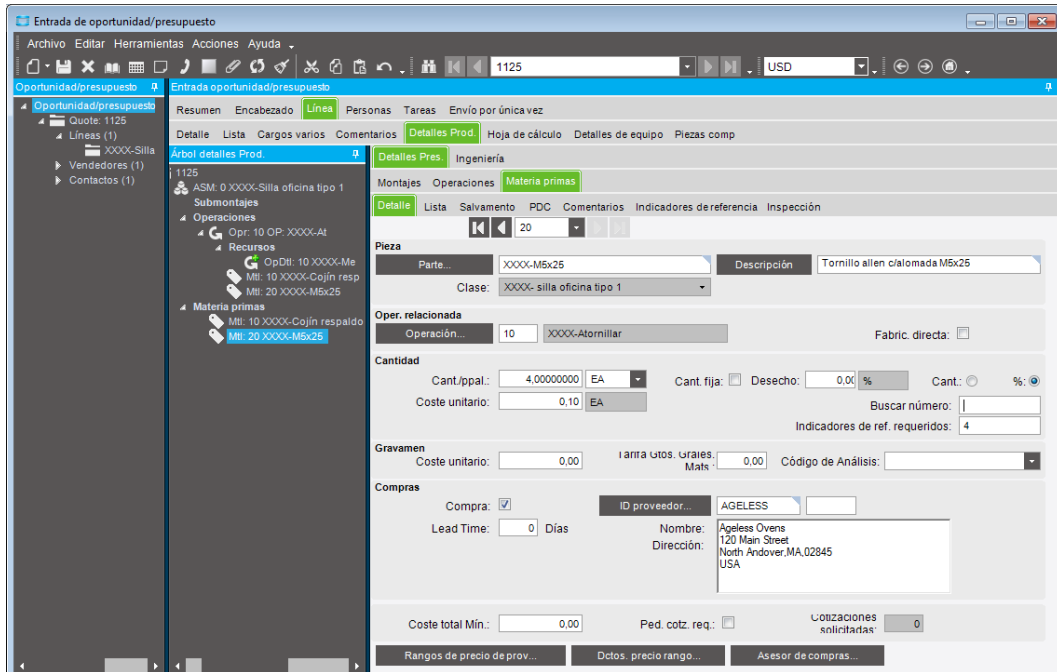 Entrada de oportunidad/presupuesto
Archivo Editar Herramientas Acciones Ayuda
1125 USD
Oportunidad/presupuesto
Oportunidad/presupuesto
Quote: 1125
Líneas (1)
XXXX-Silla
Vendedores (1)
Contactos (1)
Entrada oportunidad/presupuesto
Resumen Encabezado Línea Personas Tareas Envío por única vez
Detalle Lista Cargos varios Comentarios Detalles Prod. Hoja de cálculo Detalles de equipo Piezas comp
Árbol detalles Prod.
1125
ASM: 0 XXXX-Silla oficina tipo 1
Submontajes
Operaciones
Opr: 10 OP: XXXX-At
Recursos
OpDtl: 10 XXXX-Me
Mtl: 10 XXXX-Cojín resp
Mtl: 20 XXXX-M5x25
Materia primas
Mtl: 10 XXXX-Cojín respaldo
Mtl: 20 XXXX-M5x25
Detalles Pres. Ingeniería
Montajes Operaciones Materia primas
Detalle Lista Salvamento PDC Comentarios Indicadores de referencia Inspección
20
Pieza
Parte... XXXX-M5x25 Descripción Tornillo allen c/alomada M5x25
Clase: XXXX- silla oficina tipo 1
Oper. relacionada
Operación... 10 XXXX-Atornillar Fabric. directa:
Cantidad
Cant./ppal.: 4,00000000 EA Cant. fija: Desecho: 0,00 % Cant.: %:
Coste unitario: 0,10 EA Buscar número:
Indicadores de ref. requeridos: 4
Gravamen
Coste unitario: 0,00 Tarifa Gtos. Grales. Mats.: 0,00 Código de Análisis:
Compras
Compra: ID proveedor... AGELESS
Lead Time: 0 Días Nombre: Ageless Ovens
Dirección: 120 Main Street
North Andover,MA,02845
USA
Coste total Mín.: 0,00 Ped. cotz. req.: Cotizaciones solicitadas: 0
Rangos de precio de prov... Dctos. precio rango... Asesor de compras...